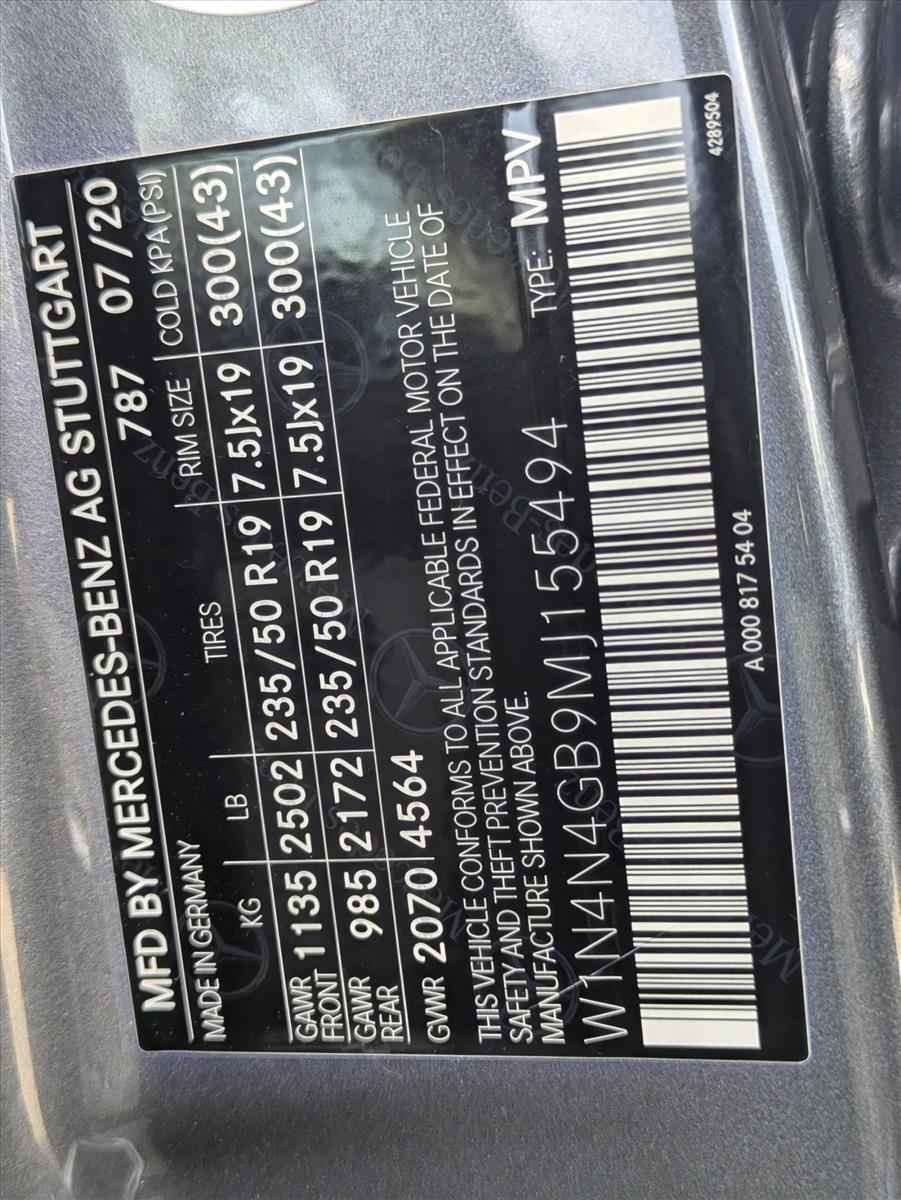 MFD BY MERCEDES-BENZ AG STUTTGART
MADE IN GERMANY 787 07/20
KG LB TIRES RIM SIZE COLD KPA(PSI)
GAWR FRONT 1135 2502 235/50 R19 7.5Jx19 300(43)
GAWR REAR 985 2172 235/50 R19 7.5Jx19 300(43)
GWR 2070 4564
THIS VEHICLE CONFORMS TO ALL APPLICABLE FEDERAL MOTOR VEHICLE
SAFETY AND THEFT PREVENTION STANDARDS IN EFFECT ON THE DATE OF
MANUFACTURE SHOWN ABOVE.
W1N4N4GB9MJ155494 TYPE: MPV
A 000 817 54 04
4289504